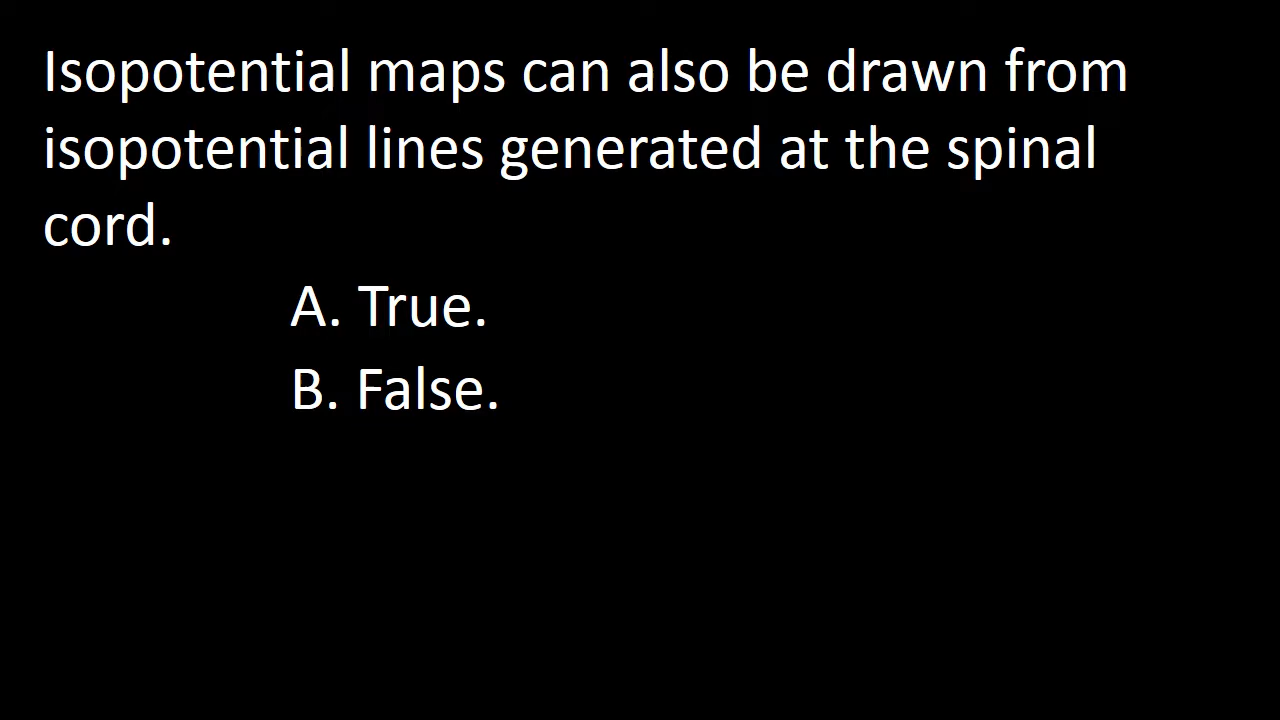 Isopotential maps can also be drawn from
isopotential lines generated at the spinal
cord.
A. True.
B. False.